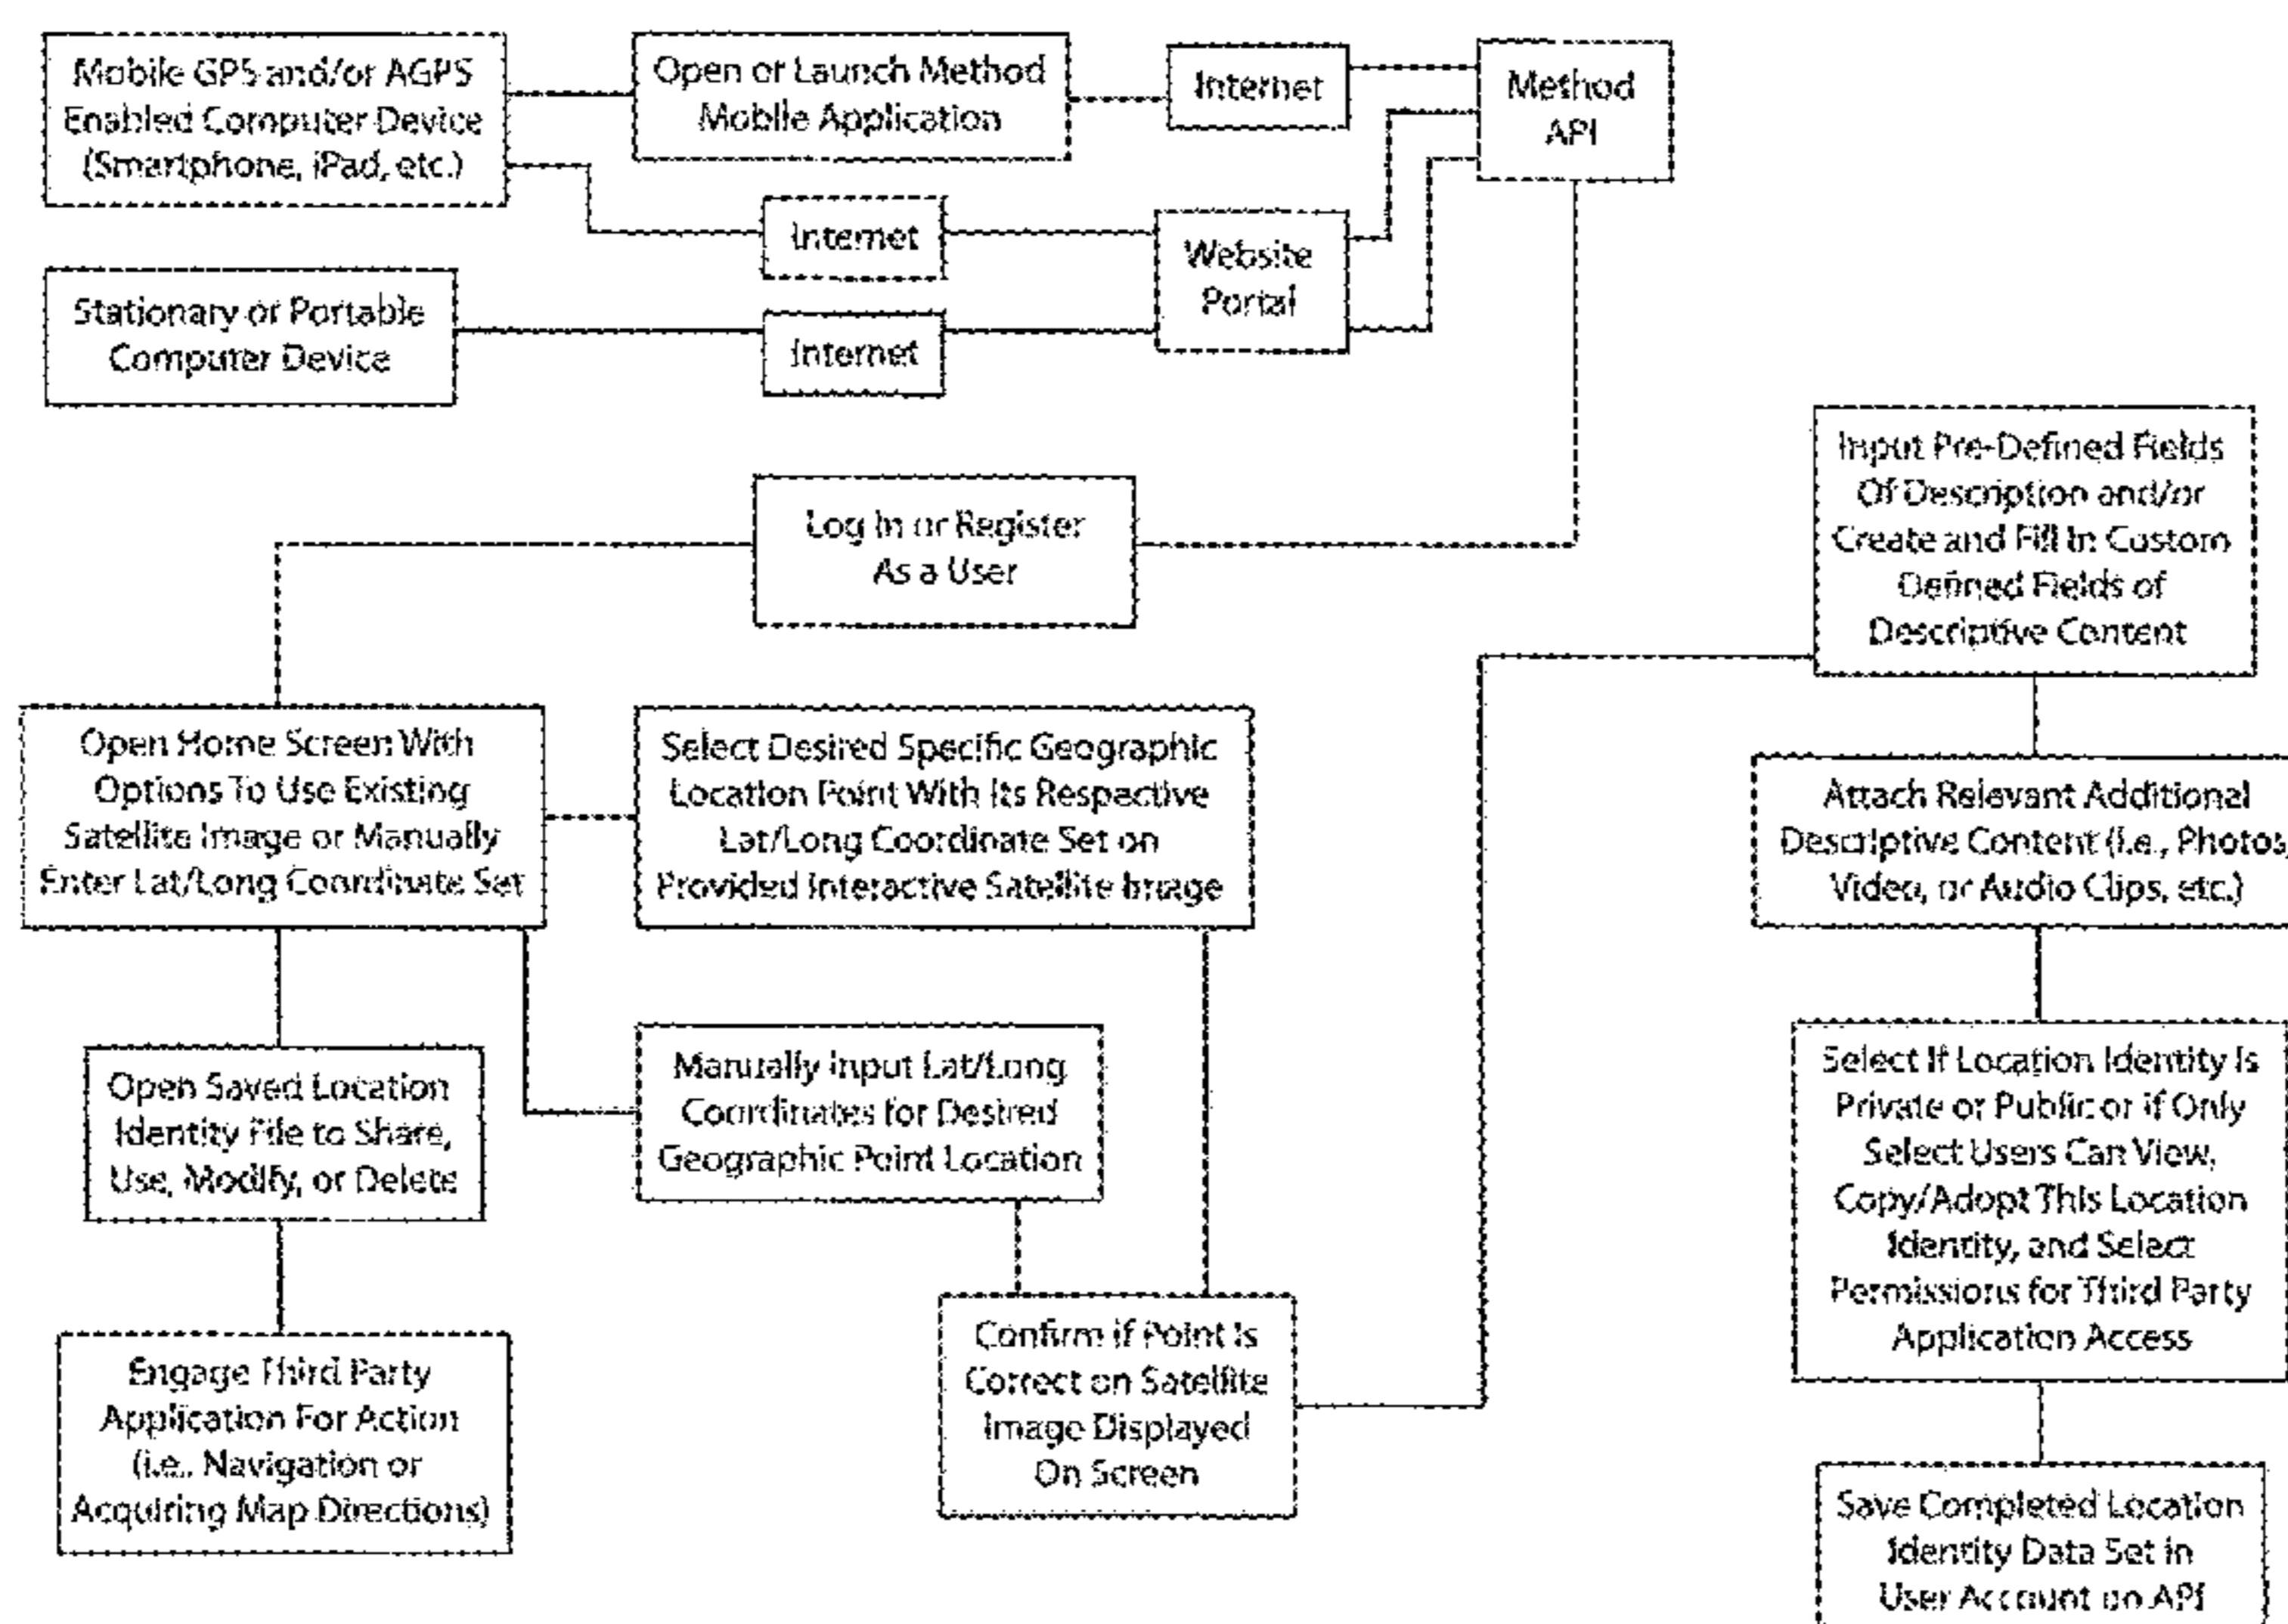 Mobile GPS and/or AGPS
Enabled Computer Device
(Smartphone, iPad, etc.)
Open or Launch Method
Mobile Application
Internet
Method
API
Internet
Website
Portal
Stationary or Portable
Computer Device
Internet
Log In or Register
As a User
Input Pre-Defined Fields
Of Description and/or
Create and Fill In Custom
Defined Fields of
Descriptive Content
Open Home Screen With
Options To Use Existing
Satellite Image or Manually
Enter Lat/Long Coordinate Set
Select Desired Specific Geographic
Location Point With Its Respective
Lat/Long Coordinate Set on
Provided Interactive Satellite Image
Attach Relevant Additional
Descriptive Content (i.e., Photos,
Video, or Audio Clips, etc.)
Open Saved Location
Identity File to Share,
Use, Modify, or Delete
Manually Input Lat/Long
Coordinates for Desired
Geographic Point Location
Select If Location Identity Is
Private or Public or if Only
Select Users Can View,
Copy/Adopt This Location
Identity, and Select
Permissions for Third Party
Application Access
Engage Third Party
Application For Action
(i.e., Navigation or
Acquiring Map Directions)
Confirm if Point Is
Correct on Satellite
Image Displayed
On Screen
Save Completed Location
Identity Data Set in
User Account on API